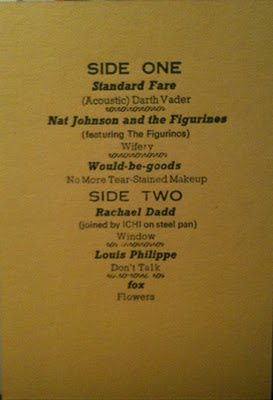 SIDE ONE
Standard Fare
(Acoustic) Darth Vader
Nat Johnson and the Figurines
(featuring The Figurinos)
Wifery
Would-be-goods
No More Tear-Stained Makeup
SIDE TWO
Rachael Dadd
(joined by ICHI on steel pan)
Window
Louis Philippe
Don't Talk
fox
Flowers